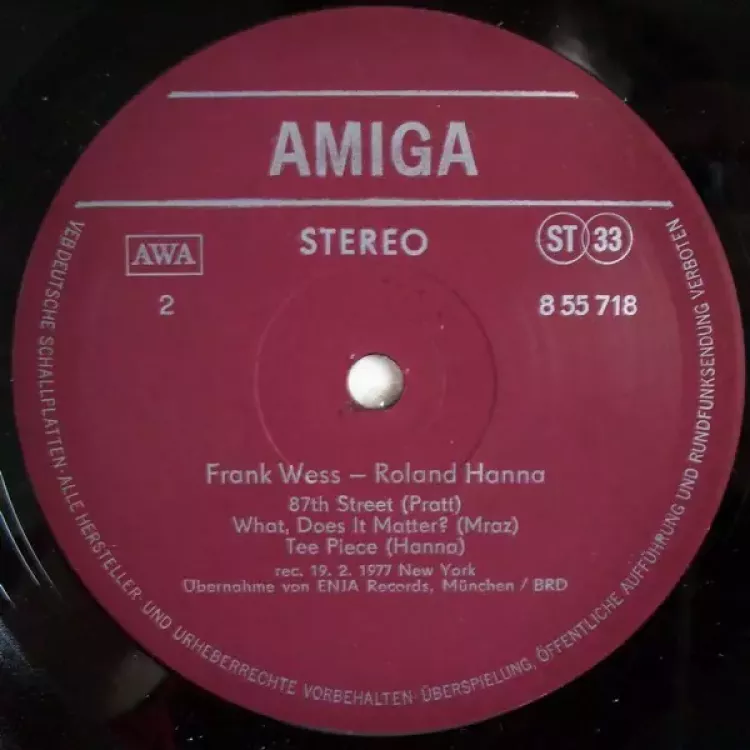 AMIGA
AWA
STEREO
ST 33
2
8 55 718
Frank Wess – Roland Hanna
87th Street (Pratt)
What, Does It Matter? (Mraz)
Tee Piece (Hanna)
rec. 19. 2. 1977 New York
Übernahme von ENJA Records, München / BRD
VEB DEUTSCHE SCHALLPLATTEN · ALLE HERSTELLER- UND URHEBERRECHTE VORBEHALTEN · ÜBERSPIELUNG, ÖFFENTLICHE AUFFÜHRUNG UND RUNDFUNKSENDUNG VERBOTEN